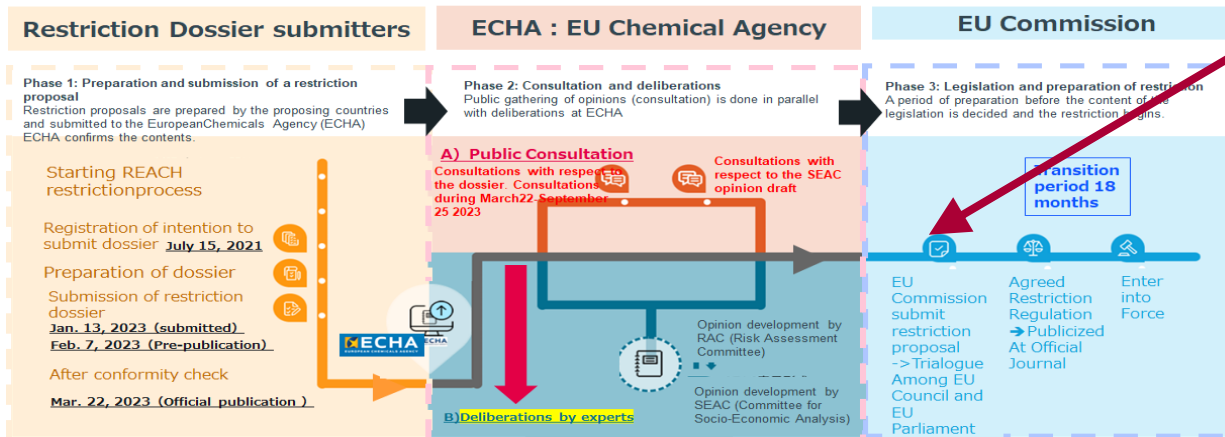 Restriction Dossier submitters
Phase 1: Preparation and submission of a restriction
proposal
Restriction proposals are prepared by the proposing countries
and submitted to the EuropeanChemicals Agency (ECHA)
ECHA confirms the contents.
Starting REACH
restrictionprocess
Registration of intention to
submit dossier July 15, 2021
Preparation of dossier
Submission of restriction
dossier
Jan. 13, 2023 (submitted)
Feb. 7, 2023 (Pre-publication)
After conformity check
Mar. 22, 2023 (Official publication )
ECHA
EUROPEAN CHEMICALS AGENCY
ECHA
ECHA : EU Chemical Agency
Phase 2: Consultation and deliberations
Public gathering of opinions (consultation) is done in parallel
with deliberations at ECHA
A) Public Consultation
Consultations with respect to
the dossier. Consultations
during March22-September
25 2023
Consultations with
respect to the SEAC
opinion draft
Opinion development by
RAC (Risk Assessment
Committee)
Opinion development by
SEAC (Committee for
Socio-Economic Analysis)
B)Deliberations by experts
EU Commission
Phase 3: Legislation and preparation of restriction
A period of preparation before the content of the
legislation is decided and the restriction begins.
Transition
period 18
months
EU
Commission
submit
restriction
proposal
->Trialogue
Among EU
Council and
EU
Parliament
Agreed
Restriction
Regulation
➔Publicized
At Official
Journal
Enter
into
Force